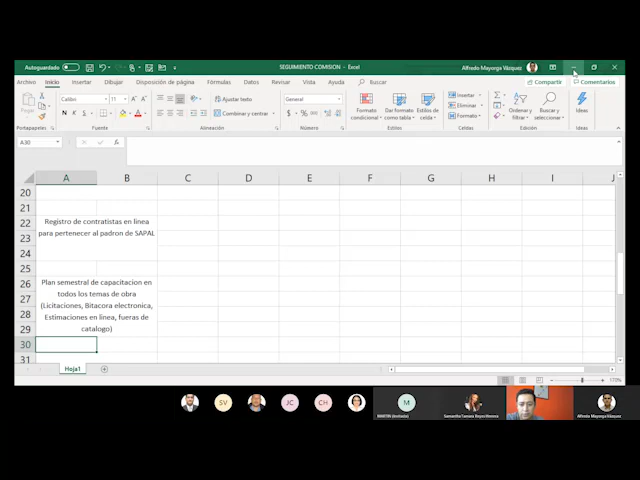 Autoguardado
SEGUIMIENTO COMISION - Excel
Alfredo Mayorga Vázquez
Archivo Inicio Insertar Dibujar Disposición de página Fórmulas Datos Revisar Vista Ayuda Buscar
Compartir Comentarios
Pegar
Calibri 11
N K S
Ajustar texto
Combinar y centrar
General
$ % 000
Formato condicional
Dar formato como tabla
Estilos de celda
Insertar
Eliminar
Formato
Ordenar y filtrar
Buscar y seleccionar
Ideas
Portapapeles Fuente Alineación Número Estilos Celdas Edición Ideas
A30
fx
A B C D E F G H I J
20
21
22
23
24
25
26
27
28
29
30
31
Registro de contratistas en linea
para pertenecer al padron de SAPAL
Plan semestral de capacitacion en
todos los temas de obra
(Licitaciones, Bitacora electronica,
Estimaciones en linea, fueras de
catalogo)
Hoja1
170%
SV JC CH M
MARTIN (Invitado)
Samantha Tamara Reyes Herrera
Alfredo Mayorga Vázquez